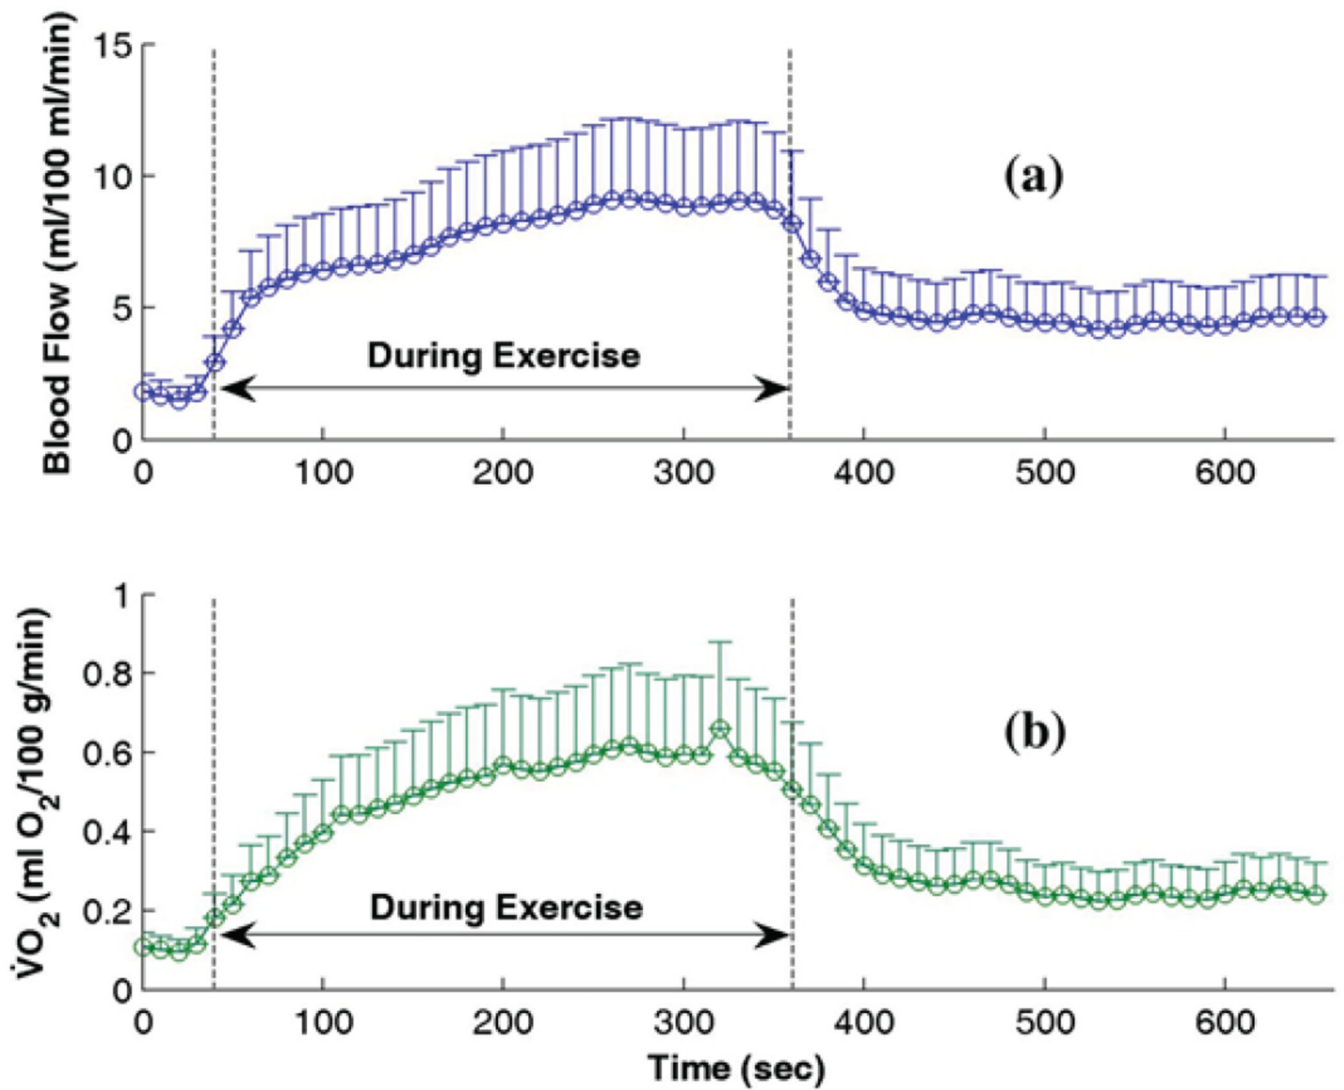 Blood Flow (ml/100 ml/min)
15
10
5
0
(a)
During Exercise
0 100 200 300 400 500 600
V̇O₂ (ml O₂/100 g/min)
1
0.8
0.6
0.4
0.2
0
(b)
During Exercise
0 100 200 300 400 500 600
Time (sec)